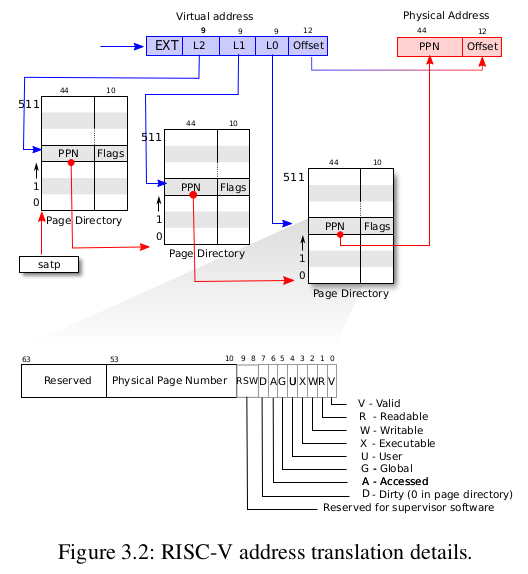 Virtual address
Physical Address
9 9 9 12
EXT L2 L1 L0 Offset
44 12
PPN Offset
44 10
511
PPN Flags
1
0
Page Directory
satp
44 10
511
PPN Flags
1
0
Page Directory
44 10
511
PPN Flags
1
0
Page Directory
63 53 10 9 8 7 6 5 4 3 2 1 0
Reserved Physical Page Number RSW D A G U X W R V
V - Valid
R - Readable
W - Writable
X - Executable
U - User
G - Global
A - Accessed
D - Dirty (0 in page directory)
Reserved for supervisor software
Figure 3.2: RISC-V address translation details.